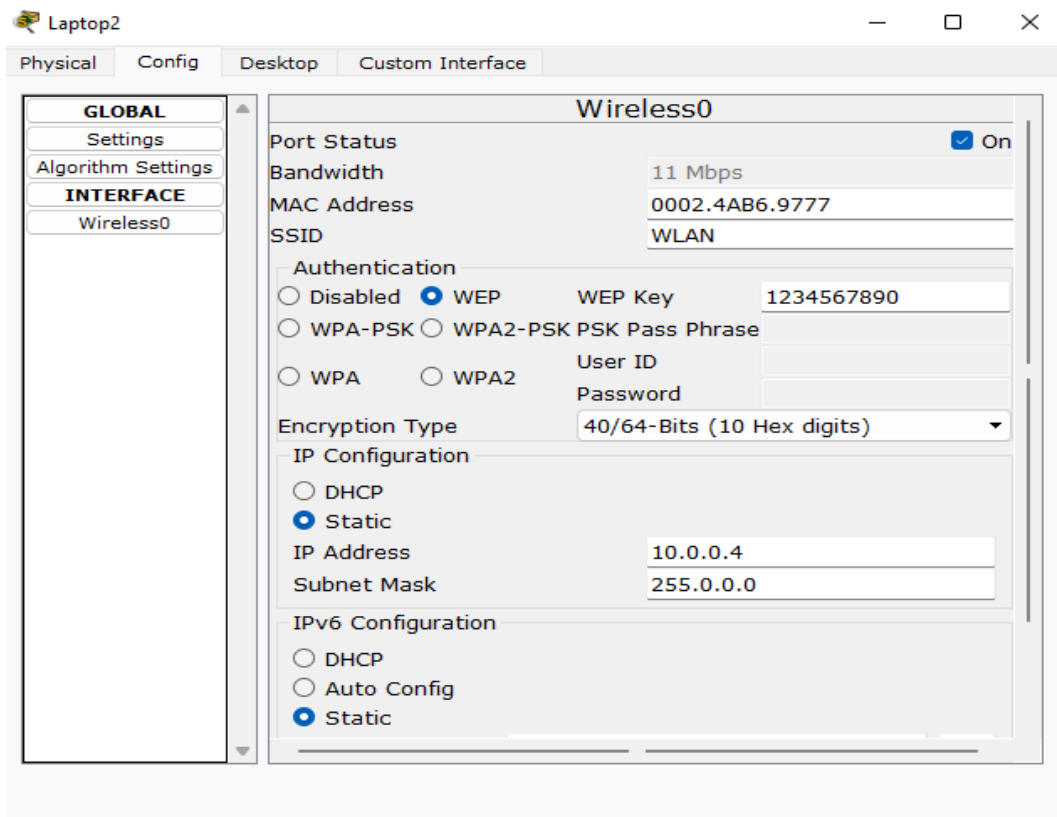 Laptop2
Physical Config Desktop Custom Interface
GLOBAL
Settings
Algorithm Settings
INTERFACE
Wireless0
Wireless0
Port Status On
Bandwidth 11 Mbps
MAC Address 0002.4AB6.9777
SSID WLAN
Authentication
Disabled WEP WEP Key 1234567890
WPA-PSK WPA2-PSK PSK Pass Phrase
User ID
WPA WPA2
Password
Encryption Type 40/64-Bits (10 Hex digits)
IP Configuration
DHCP
Static
IP Address 10.0.0.4
Subnet Mask 255.0.0.0
IPv6 Configuration
DHCP
Auto Config
Static